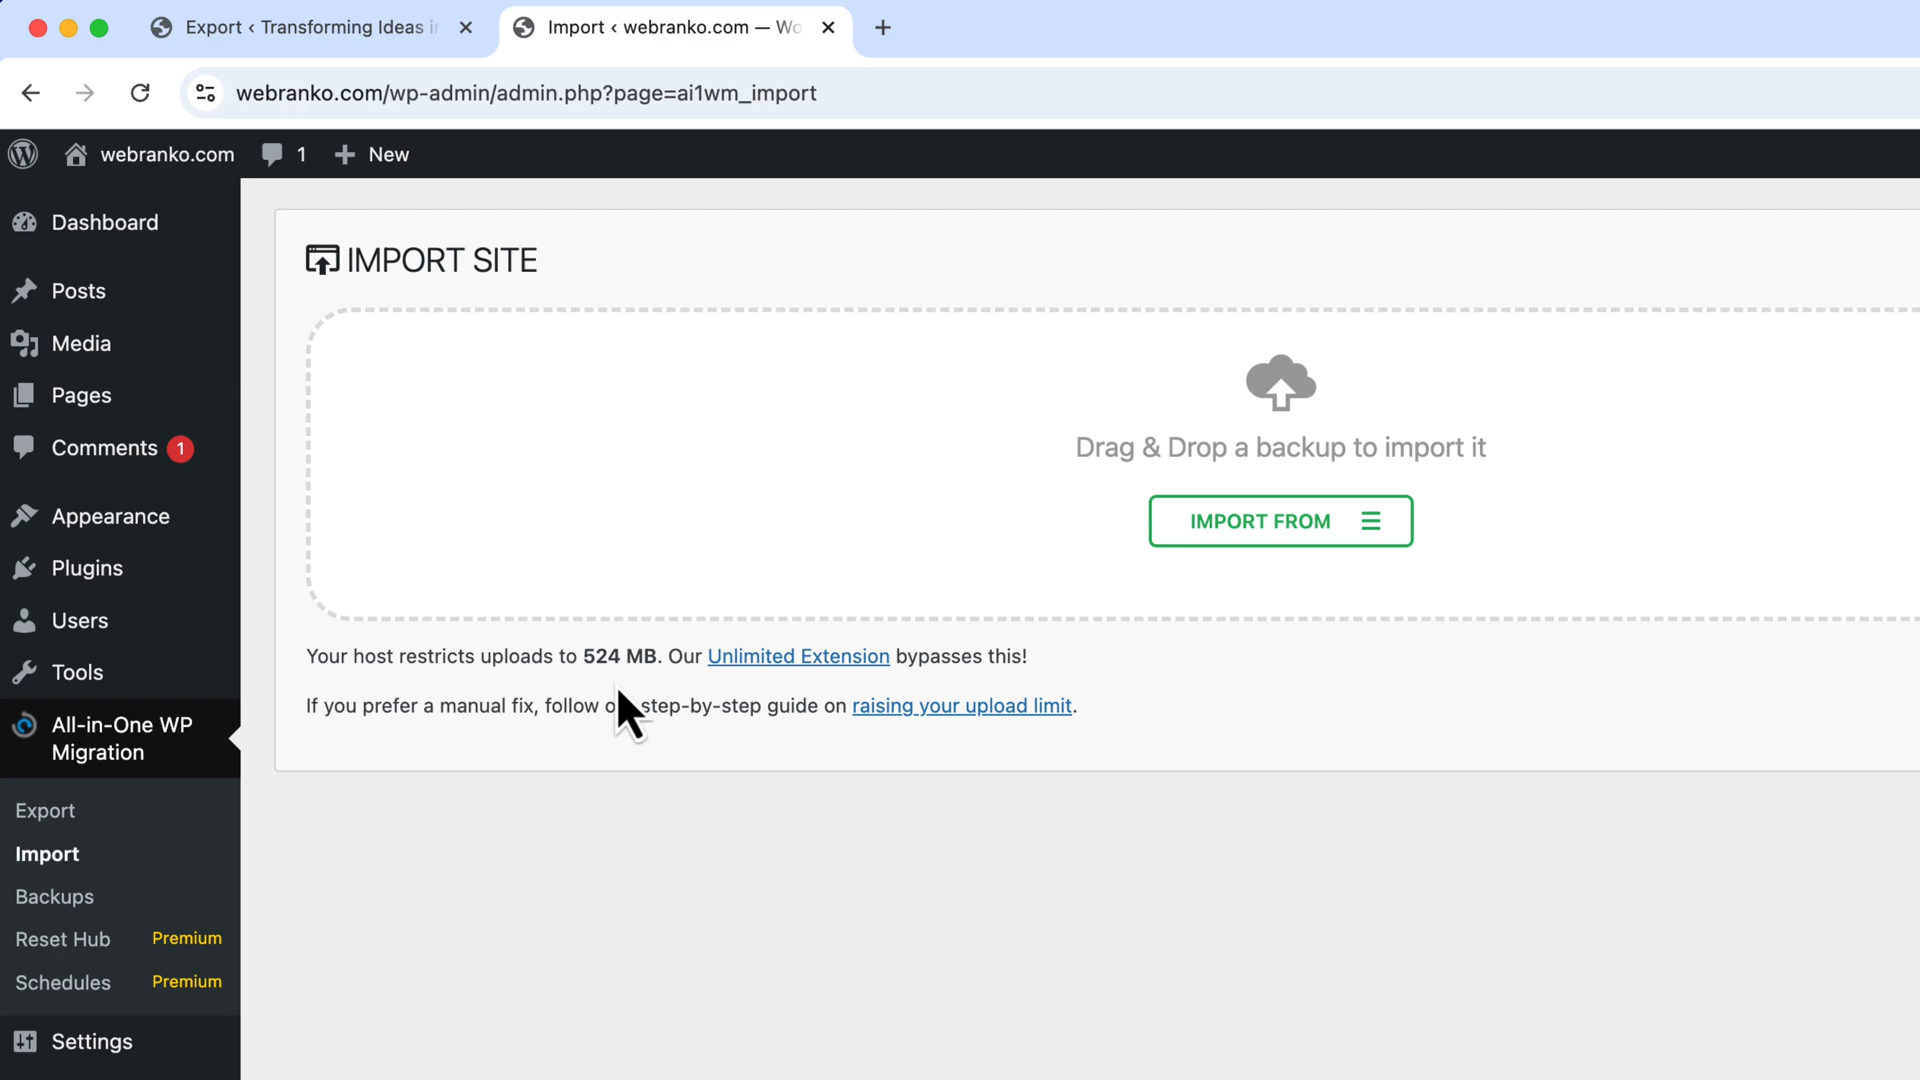 Export ‹ Transforming Ideas in
Import ‹ webranko.com — Wo
webranko.com/wp-admin/admin.php?page=ai1wm_import
webranko.com
1
New
Dashboard
Posts
Media
Pages
Comments 1
Appearance
Plugins
Users
Tools
All-in-One WP
Migration
Export
Import
Backups
Reset Hub Premium
Schedules Premium
Settings
IMPORT SITE
Drag & Drop a backup to import it
IMPORT FROM
Your host restricts uploads to 524 MB. Our Unlimited Extension bypasses this!
If you prefer a manual fix, follow step-by-step guide on raising your upload limit.